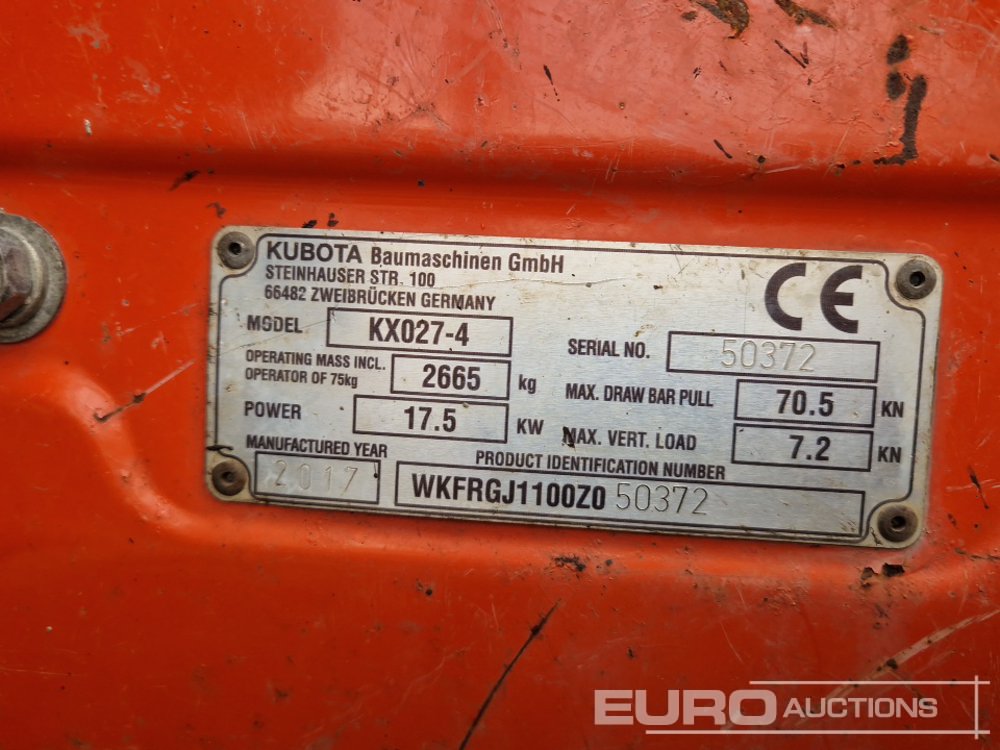 KUBOTA Baumaschinen GmbH
STEINHAUSER STR. 100
66482 ZWEIBRÜCKEN GERMANY
CE
MODEL KX027-4
SERIAL NO. 50372
OPERATING MASS INCL.
OPERATOR OF 75kg 2665 kg
MAX. DRAW BAR PULL 70.5 KN
POWER 17.5 KW
MAX. VERT. LOAD 7.2 KN
MANUFACTURED YEAR
2017
PRODUCT IDENTIFICATION NUMBER
WKFRGJ1100Z0 50372
EURO AUCTIONS